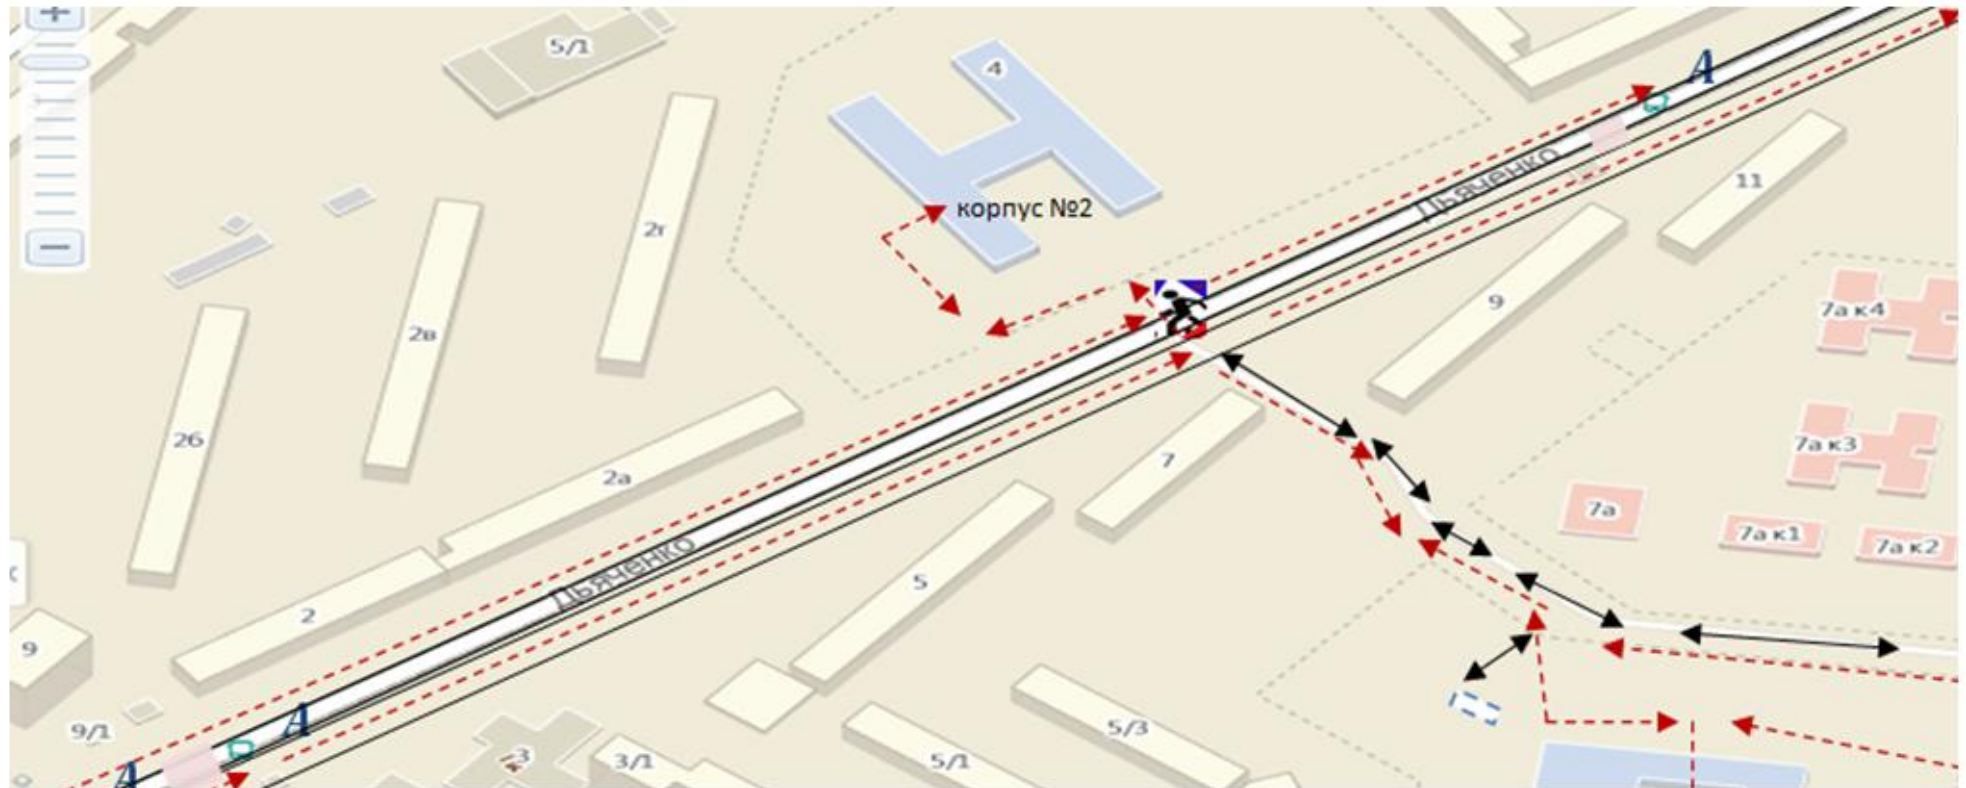 5/1
4
A
2г
корпус №2
Дьяченко
11
9
7а к4
2в
2б
2а
7
7а к3
7а
7а к1
7а к2
Дьяченко
5
2
9
A
9/1
A
3
3/1
5/1
5/3